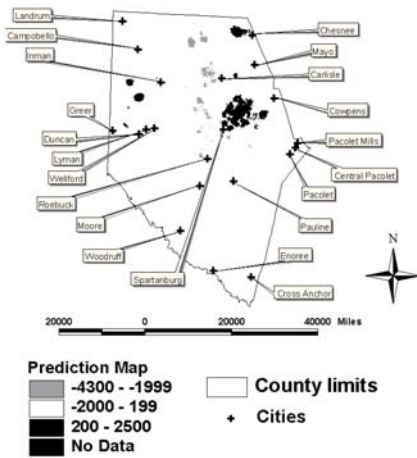 Landrum
Campobello
Inman
Greer
Duncan
Lyman
Wellford
Roebuck
Moore
Woodruff
Spartanburg
Chesnee
Mayo
Carlisle
Cowpens
Pacolet Mills
Central Pacolet
Pacolet
Pauline
Enoree
Cross Anchor
N
20000 0 20000 40000 Miles
Prediction Map
-4300 - -1999
-2000 - 199
200 - 2500
No Data
County limits
Cities